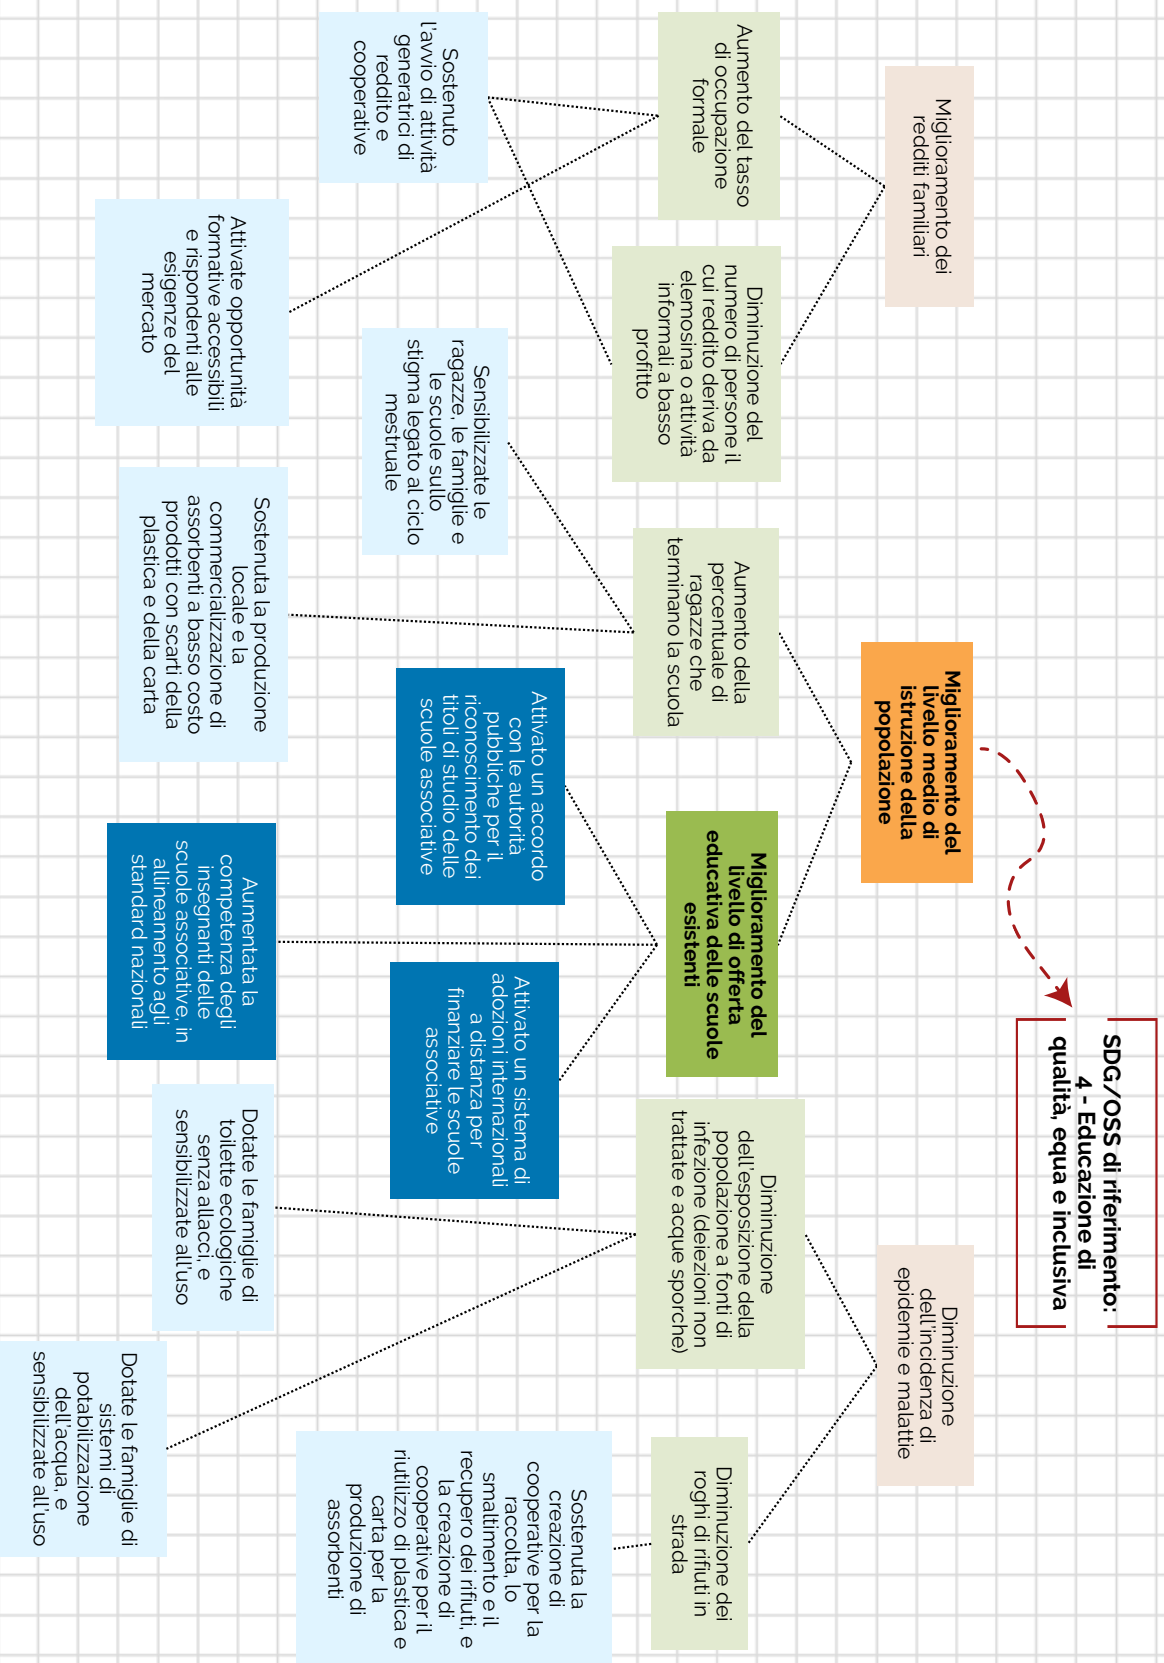 SDG/OSS di riferimento:
4 - Educazione di
qualità, equa e inclusiva
Miglioramento dei
redditi familiari
Miglioramento del
livello medio di
istruzione della
popolazione
Diminuzione
dell'incidenza di
epidemie e malattie
Aumento del tasso
di occupazione
formale
Diminuzione del
numero di persone il
cui reddito deriva da
elemosina o attività
informali a basso
profitto
Aumento della
percentuale di
ragazze che
terminano la scuola
Miglioramento del
livello di offerta
educativa delle scuole
esistenti
Diminuzione
dell'esposizione della
popolazione a fonti di
infezione (deiezioni non
trattate e acque sporche)
Diminuzione dei
roghi di rifiuti in
strada
Sostenuto
l'avvio di attività
generatrici di
reddito e
cooperative
Sensibilizzate le
ragazze, le famiglie e
le scuole sullo
stigma legato al ciclo
mestruale
Attivato un accordo
con le autorità
pubbliche per il
riconoscimento dei
titoli di studio delle
scuole associative
Attivato un sistema di
adozioni internazionali
a distanza per
finanziare le scuole
associative
Sostenuta la
creazione di
cooperative per la
raccolta, lo
smaltimento e il
recupero dei rifiuti, e
la creazione di
cooperative per il
riutilizzo di plastica e
carta per la
produzione di
assorbenti
Attivate opportunità
formative accessibili
e rispondenti alle
esigenze del
mercato
Sostenuta la produzione
locale e la
commercializzazione di
assorbenti a basso costo
prodotti con scarti della
plastica e della carta
Aumentata la
competenza degli
insegnanti delle
scuole associative, in
allineamento agli
standard nazionali
Dotate le famiglie di
toilette ecologiche
senza allacci, e
sensibilizzate all'uso
Dotate le famiglie di
sistemi di
potabilizzazione
dell'acqua, e
sensibilizzate all'uso